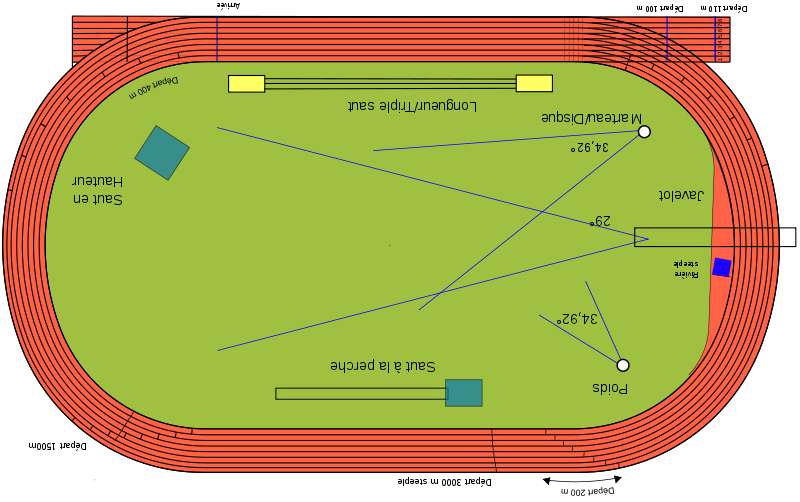 Arrivée
Départ 100 m
Départ 110 m
Départ 400 m
Longueur/Triple saut
Marteau/Disque
34,92°
Saut en
Hauteur
Javelot
29°
Rivière
steeple
34,92°
Saut à la perche
Poids
Départ 1500m
Départ 3000 m steeple
Départ 200 m